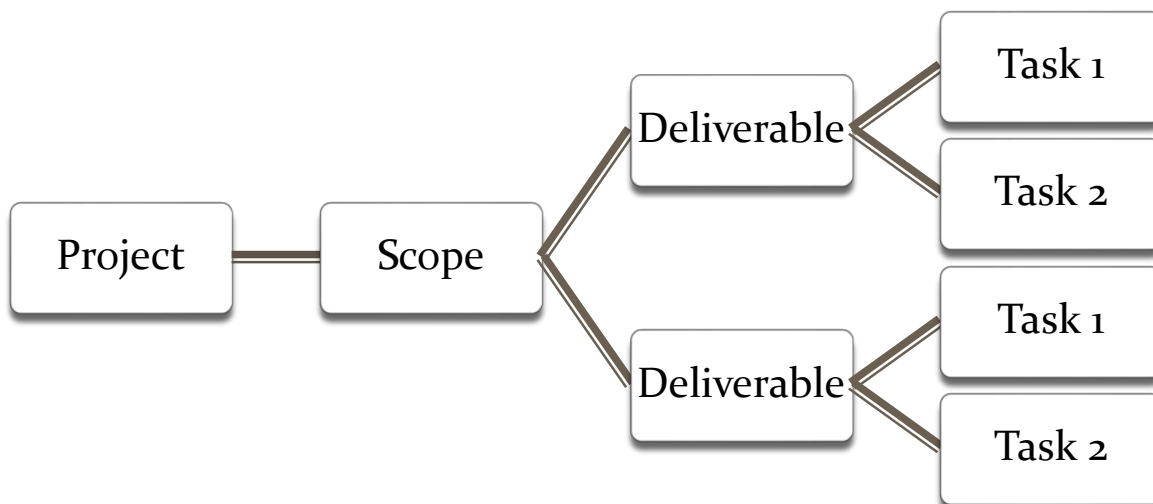 Project
Scope
Deliverable
Task 1
Task 2
Deliverable
Task 1
Task 2